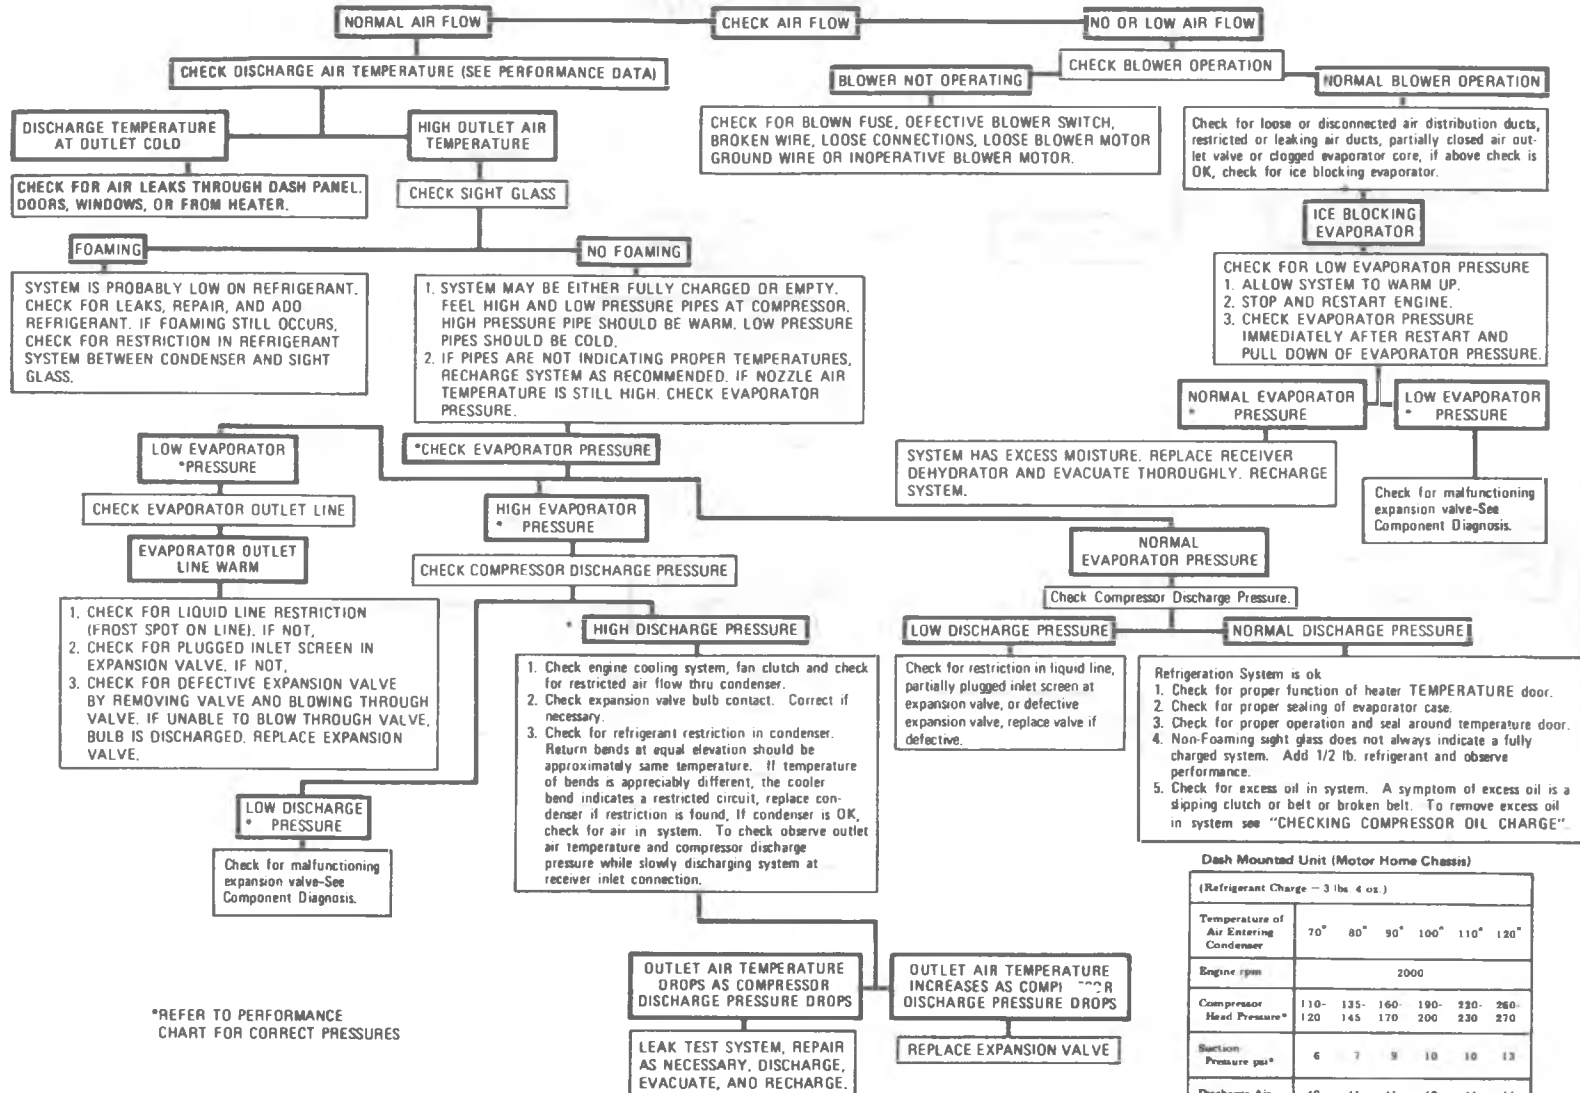 NORMAL AIR FLOW
CHECK AIR FLOW
NO OR LOW AIR FLOW
CHECK DISCHARGE AIR TEMPERATURE (SEE PERFORMANCE DATA)
CHECK BLOWER OPERATION
BLOWER NOT OPERATING
NORMAL BLOWER OPERATION
DISCHARGE TEMPERATURE
AT OUTLET COLD
HIGH OUTLET AIR
TEMPERATURE
CHECK FOR BLOWN FUSE, DEFECTIVE BLOWER SWITCH,
BROKEN WIRE, LOOSE CONNECTIONS, LOOSE BLOWER MOTOR
GROUND WIRE OR INOPERATIVE BLOWER MOTOR.
Check for loose or disconnected air distribution ducts,
restricted or leaking air ducts, partially closed air out-
let valve or clogged evaporator core, if above check is
OK, check for ice blocking evaporator.
CHECK FOR AIR LEAKS THROUGH DASH PANEL.
DOORS, WINDOWS, OR FROM HEATER.
CHECK SIGHT GLASS
ICE BLOCKING
EVAPORATOR
FOAMING
NO FOAMING
SYSTEM IS PROBABLY LOW ON REFRIGERANT.
CHECK FOR LEAKS, REPAIR, AND ADD
REFRIGERANT. IF FOAMING STILL OCCURS,
CHECK FOR RESTRICTION IN REFRIGERANT
SYSTEM BETWEEN CONDENSER AND SIGHT
GLASS.
1. SYSTEM MAY BE EITHER FULLY CHARGED OR EMPTY.
FEEL HIGH AND LOW PRESSURE PIPES AT COMPRESSOR.
HIGH PRESSURE PIPE SHOULD BE WARM. LOW PRESSURE
PIPES SHOULD BE COLD.
2. IF PIPES ARE NOT INDICATING PROPER TEMPERATURES,
RECHARGE SYSTEM AS RECOMMENDED. IF NOZZLE AIR
TEMPERATURE IS STILL HIGH. CHECK EVAPORATOR
PRESSURE.
CHECK FOR LOW EVAPORATOR PRESSURE
1. ALLOW SYSTEM TO WARM UP.
2. STOP AND RESTART ENGINE.
3. CHECK EVAPORATOR PRESSURE
IMMEDIATELY AFTER RESTART AND
PULL DOWN OF EVAPORATOR PRESSURE.
NORMAL EVAPORATOR
* PRESSURE
LOW EVAPORATOR
* PRESSURE
LOW EVAPORATOR
*PRESSURE
*CHECK EVAPORATOR PRESSURE
SYSTEM HAS EXCESS MOISTURE. REPLACE RECEIVER
DEHYDRATOR AND EVACUATE THOROUGHLY. RECHARGE
SYSTEM.
Check for malfunctioning
expansion valve-See
Component Diagnosis.
CHECK EVAPORATOR OUTLET LINE
HIGH EVAPORATOR
* PRESSURE
EVAPORATOR OUTLET
LINE WARM
NORMAL
EVAPORATOR PRESSURE
CHECK COMPRESSOR DISCHARGE PRESSURE
Check Compressor Discharge Pressure.
1. CHECK FOR LIQUID LINE RESTRICTION
(FROST SPOT ON LINE). IF NOT,
2. CHECK FOR PLUGGED INLET SCREEN IN
EXPANSION VALVE. IF NOT,
3. CHECK FOR DEFECTIVE EXPANSION VALVE
BY REMOVING VALVE AND BLOWING THROUGH
VALVE. IF UNABLE TO BLOW THROUGH VALVE,
BULB IS DISCHARGED. REPLACE EXPANSION
VALVE.
* HIGH DISCHARGE PRESSURE
LOW DISCHARGE PRESSURE
NORMAL DISCHARGE PRESSURE
1. Check engine cooling system, fan clutch and check
for restricted air flow thru condenser.
2. Check expansion valve bulb contact. Correct if
necessary.
3. Check for refrigerant restriction in condenser.
Return bends at equal elevation should be
approximately same temperature. If temperature
of bends is appreciably different, the cooler
bend indicates a restricted circuit, replace con-
denser if restriction is found, If condenser is OK,
check for air in system. To check observe outlet
air temperature and compressor discharge
pressure while slowly discharging system at
receiver inlet connection.
Check for restriction in liquid line,
partially plugged inlet screen at
expansion valve, or defective
expansion valve, replace valve if
defective.
Refrigeration System is ok
1. Check for proper function of heater TEMPERATURE door.
2. Check for proper sealing of evaporator case.
3. Check for proper operation and seal around temperature door.
4. Non-Foaming sight glass does not always indicate a fully
charged system. Add 1/2 lb. refrigerant and observe
performance.
5. Check for excess oil in system. A symptom of excess oil is a
slipping clutch or belt or broken belt. To remove excess oil
in system see "CHECKING COMPRESSOR OIL CHARGE"
LOW DISCHARGE
* PRESSURE
Check for malfunctioning
expansion valve-See
Component Diagnosis.
Dash Mounted Unit (Motor Home Chassis)
(Refrigerant Charge — 3 lbs. 4 oz.)
Temperature of
Air Entering
Condenser
70° 80° 90° 100° 110° 120°
Engine rpm 2000
Compressor
Head Pressure*
110- 135- 160- 190- 220- 260-
120 145 170 200 230 270
Suction
Pressure psi*
6 7 9 10 10 13
Discharge Air
OUTLET AIR TEMPERATURE
DROPS AS COMPRESSOR
DISCHARGE PRESSURE DROPS
OUTLET AIR TEMPERATURE
INCREASES AS
DISCHARGE PRESSURE DROPS
LEAK TEST SYSTEM, REPAIR
AS NECESSARY, DISCHARGE,
EVACUATE, AND RECHARGE.
REPLACE EXPANSION VALVE
*REFER TO PERFORMANCE
CHART FOR CORRECT PRESSURES